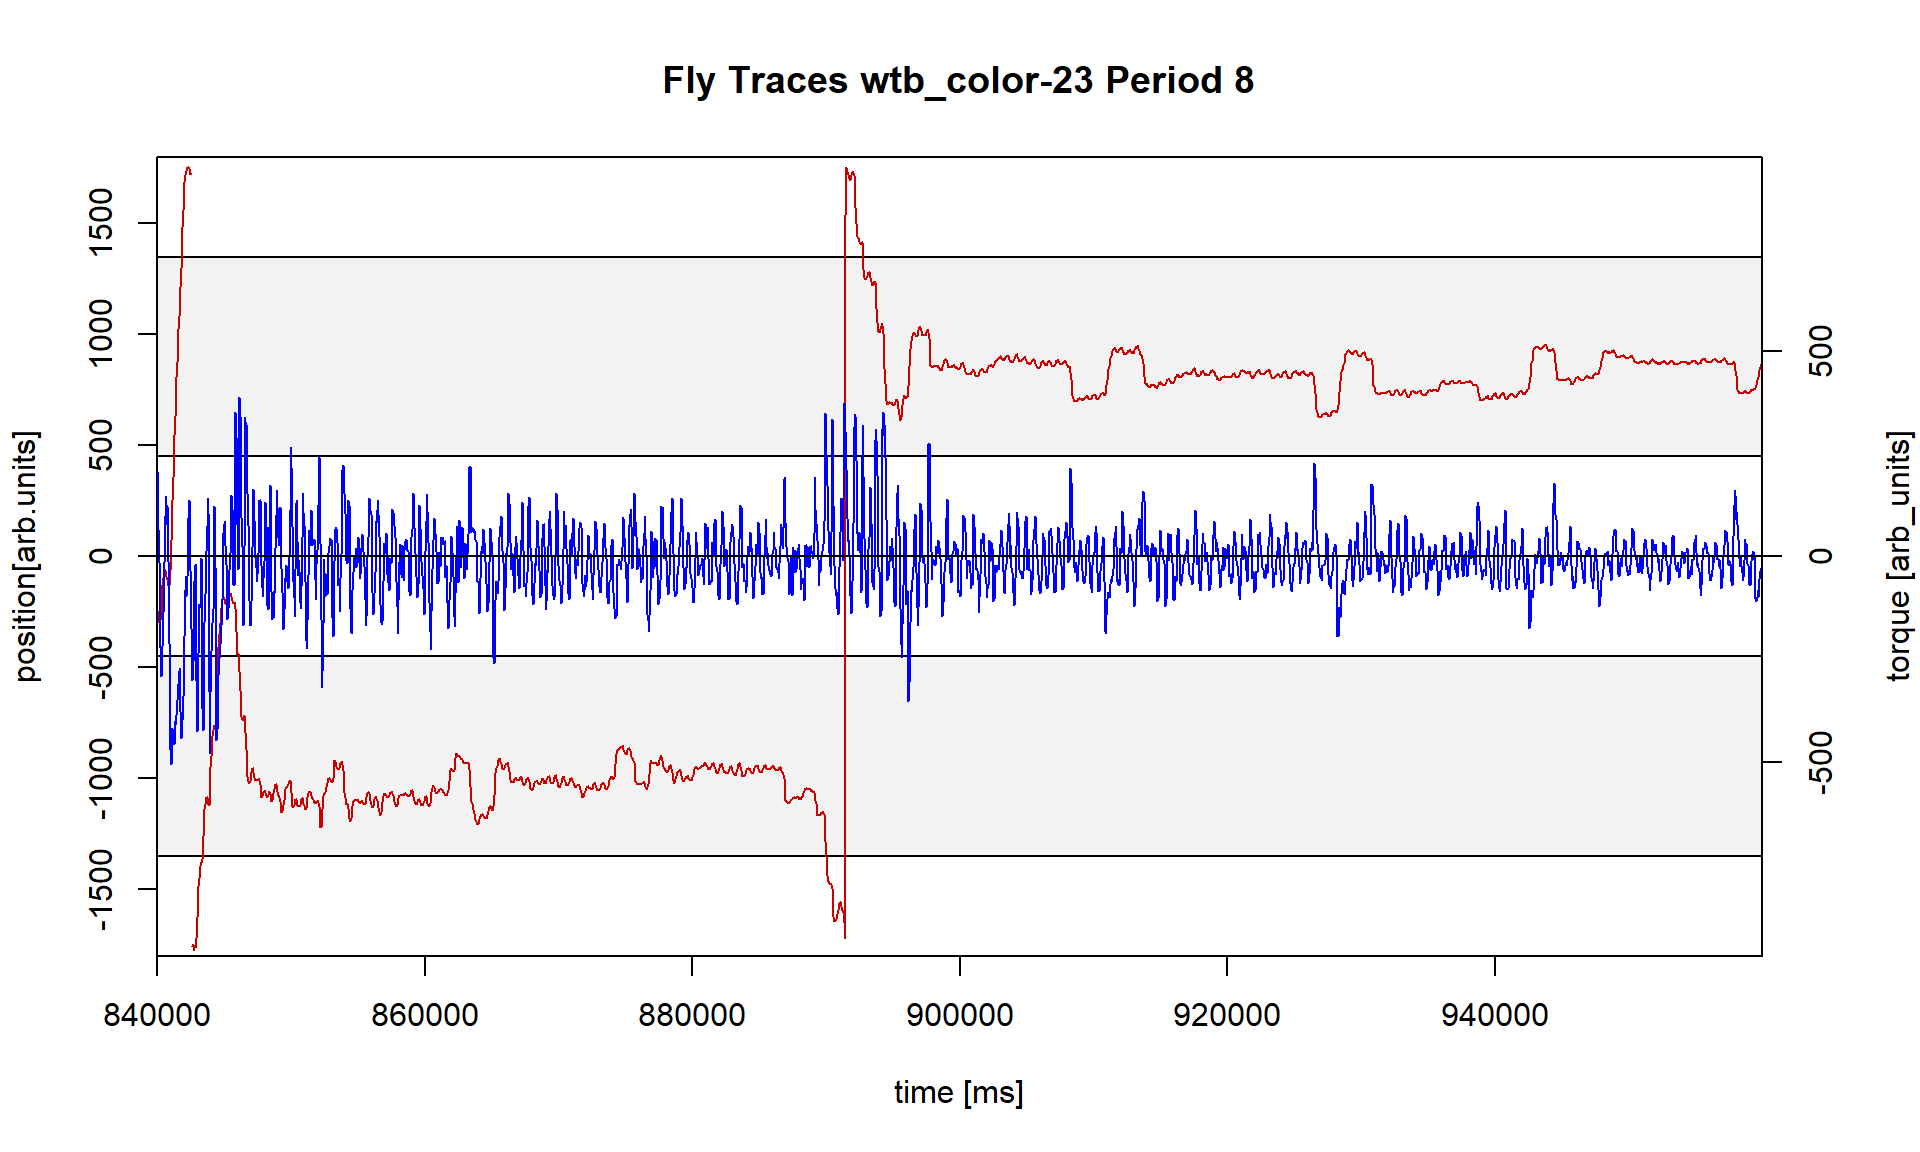 Fly Traces wtb_color-23 Period 8
1500
1000
500
0
-500
-1000
-1500
position[arb.units]
500
0
-500
torque [arb_units]
840000 860000 880000 900000 920000 940000
time [ms]